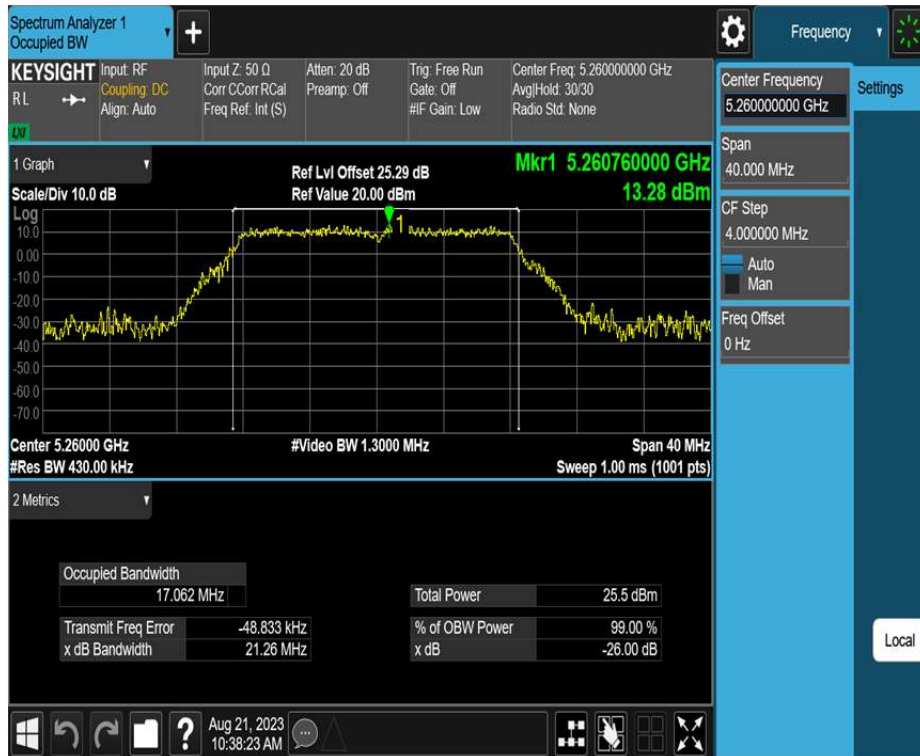 Spectrum Analyzer 1
Occupied BW
Frequency
KEYSIGHT
R L
LXI
Input: RF
Coupling: DC
Align: Auto
Input Z: 50 Ω
Corr CCorr RCal
Freq Ref: Int (S)
Atten: 20 dB
Preamp: Off
Trig: Free Run
Gate: Off
#IF Gain: Low
Center Freq: 5.260000000 GHz
Avg|Hold: 30/30
Radio Std: None
Center Frequency
5.260000000 GHz
Settings
Span
40.000 MHz
CF Step
4.000000 MHz
Auto
Man
Freq Offset
0 Hz
1 Graph
Scale/Div 10.0 dB
Ref Lvl Offset 25.29 dB
Ref Value 20.00 dBm
Mkr1 5.260760000 GHz
13.28 dBm
Log
10.0
0.00
-10.0
-20.0
-30.0
-40.0
-50.0
-60.0
-70.0
1
Center 5.26000 GHz
#Video BW 1.3000 MHz
Span 40 MHz
#Res BW 430.00 kHz
Sweep 1.00 ms (1001 pts)
2 Metrics
Occupied Bandwidth
17.062 MHz
Total Power 25.5 dBm
Transmit Freq Error -48.833 kHz
% of OBW Power 99.00 %
x dB Bandwidth 21.26 MHz
x dB -26.00 dB
Local
Aug 21, 2023
10:38:23 AM